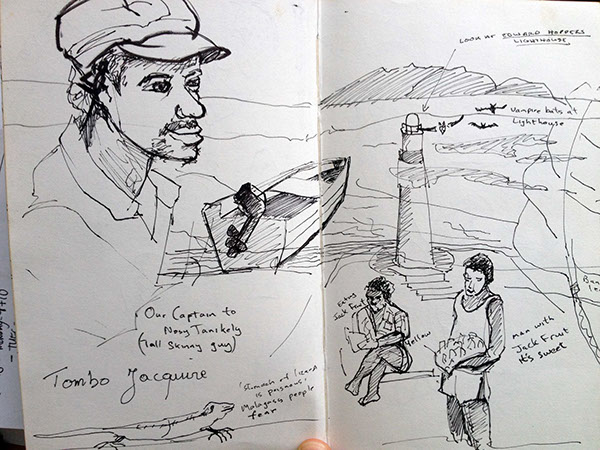 Our Captain to
Nosy Tanikely
(Tall Skinny guy)
Tombo Jacquire
'Stomach of lizard
is poisonous'
Malagasy people
fear
LOOK AT EDWARD HOPPERS
LIGHTHOUSE
Vampire bats at
Lighthouse
Eating
Jack Fruit
Yellow
man with
Jack Fruit
it's sweet